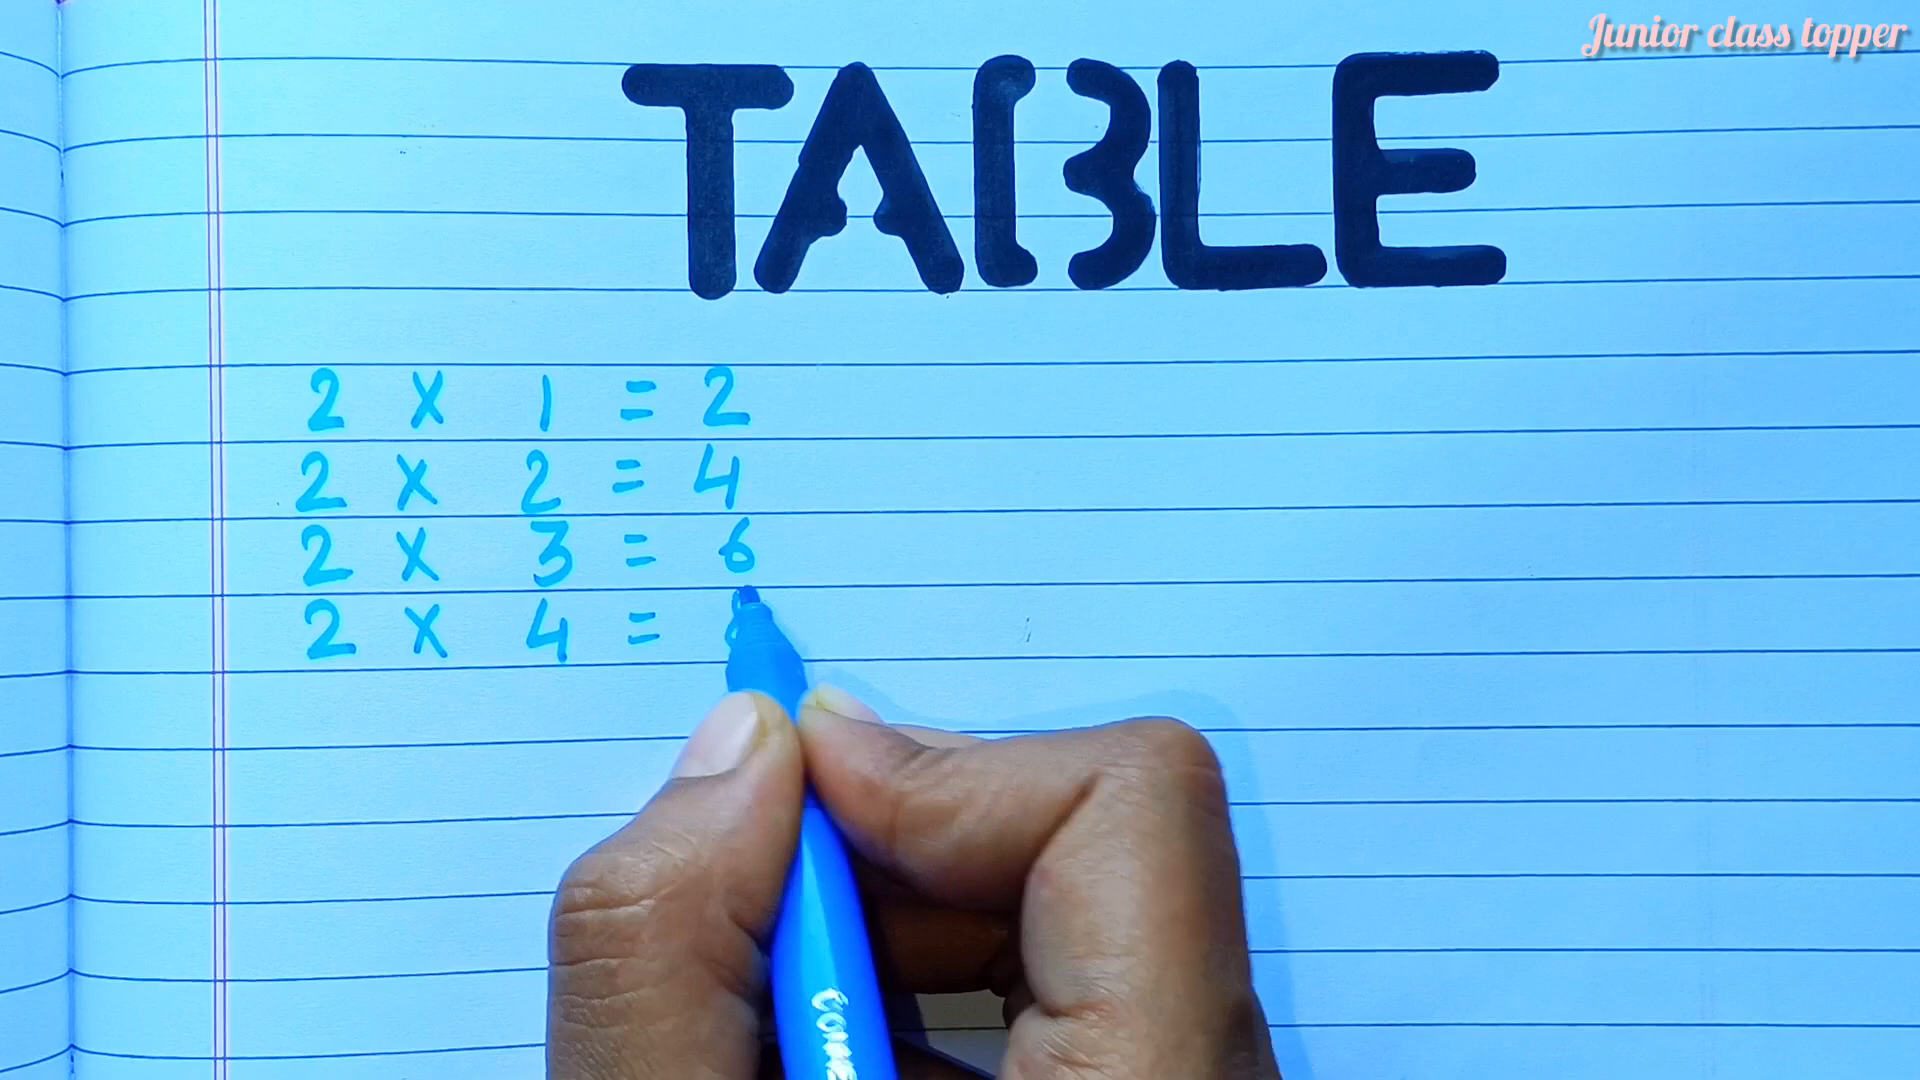 Junior class topper
TABLE
2 x 1 = 2
2 x 2 = 4
2 x 3 = 6
2 x 4 =